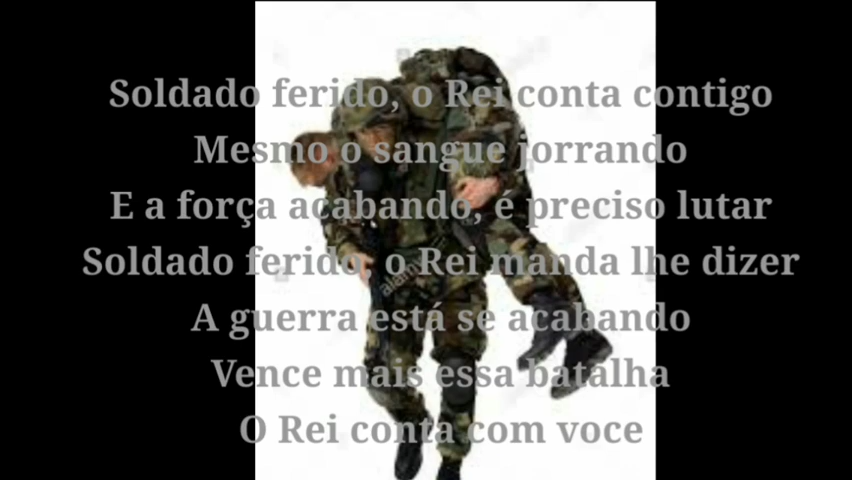 Soldado ferido, o Rei conta contigo
Mesmo o sangue jorrando
E a força acabando, é preciso lutar
Soldado ferido, o Rei manda lhe dizer
A guerra está se acabando
Vence mais essa batalha
O Rei conta com voce
alamy